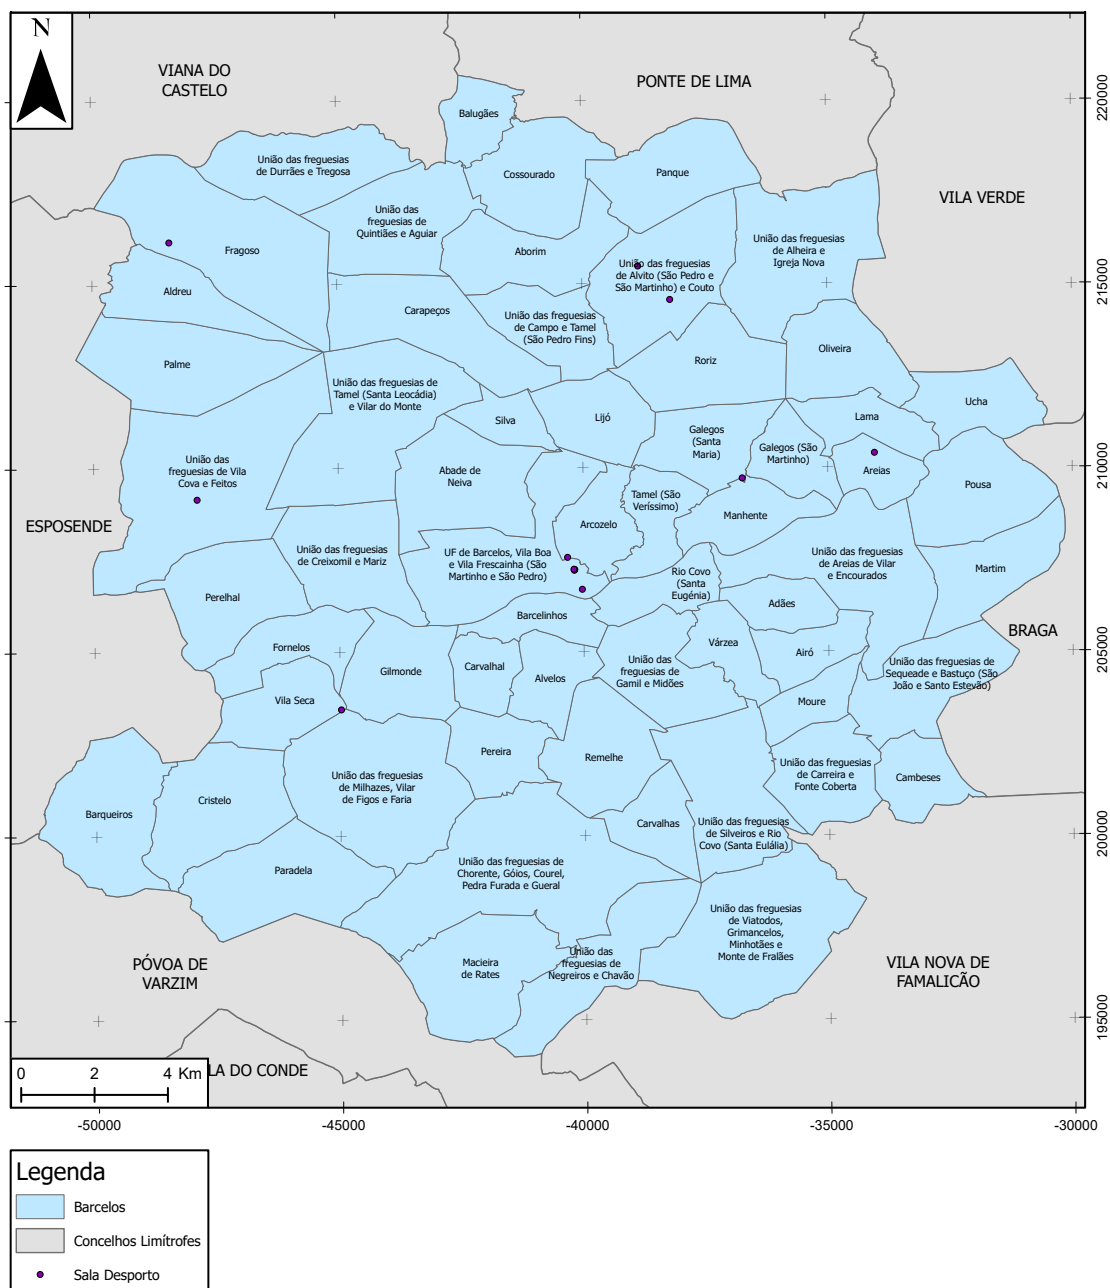 N
VIANA DO
CASTELO
PONTE DE LIMA
VILA VERDE
ESPOSENDE
BRAGA
PÓVOA DE
VARZIM
VILA NOVA DE
FAMALICÃO
LA DO CONDE
Balugães
União das freguesias
de Durrães e Tregosa
Cossourado
Panque
União das
freguesias de
Quintiães e Aguiar
Fragoso
Aborim
União das freguesias
de Alvito (São Pedro e
São Martinho) e Couto
União das freguesias
de Alheira e
Igreja Nova
Aldreu
Carapeços
União das freguesias
de Campo e Tamel
(São Pedro Fins)
Palme
Roriz
Oliveira
União das freguesias de
Tamel (Santa Leocádia)
e Vilar do Monte
Silva
Lijó
Lama
Ucha
Galegos
(Santa
Maria)
Galegos (São
Martinho)
Areias
Pousa
União das
freguesias de Vila
Cova e Feitos
Abade de
Neiva
Tamel (São
Veríssimo)
Manhente
Arcozelo
União das freguesias
de Creixomil e Mariz
UF de Barcelos, Vila Boa
e Vila Frescainha (São
Martinho e São Pedro)
Rio Covo
(Santa
Eugénia)
União das freguesias
de Areias de Vilar
e Encourados
Martim
Perelhal
Barcelinhos
Adães
Fornelos
Gilmonde
Carvalhal
Alvelos
União das
freguesias de
Gamil e Midões
Várzea
Airó
União das freguesias de
Sequeade e Bastuço (São
João e Santo Estevão)
Vila Seca
Moure
Pereira
Remelhe
União das freguesias
de Carreira e
Fonte Coberta
Cambeses
União das freguesias
de Milhazes, Vilar
de Figos e Faria
Cristelo
Barqueiros
Carvalhas
União das freguesias
de Silveiros e Rio
Covo (Santa Eulália)
Paradela
União das freguesias de
Chorente, Góios, Courel,
Pedra Furada e Gueral
União das freguesias
de Viatodos,
Grimancelos,
Minhotães e
Monte de Fralães
Macieira
de Rates
União das
freguesias de
Negreiros e Chavão
220000
215000
210000
205000
200000
195000
0 2 4 Km
-50000 -45000 -40000 -35000 -30000
Legenda
Barcelos
Concelhos Limítrofes
Sala Desporto